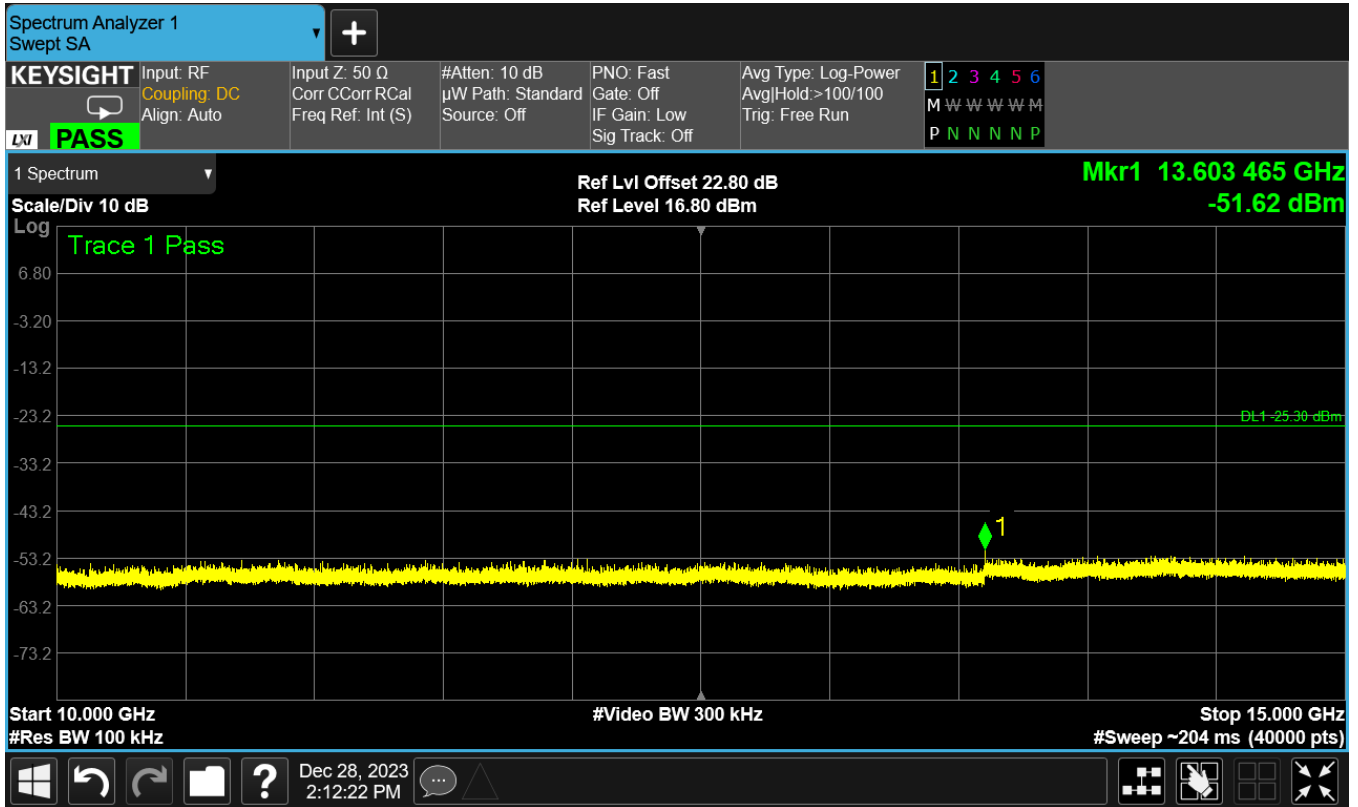 Spectrum Analyzer 1
Swept SA
KEYSIGHT
LXI PASS
Input: RF
Coupling: DC
Align: Auto
Input Z: 50 Ω
Corr CCorr RCal
Freq Ref: Int (S)
#Atten: 10 dB
µW Path: Standard
Source: Off
PNO: Fast
Gate: Off
IF Gain: Low
Sig Track: Off
Avg Type: Log-Power
Avg|Hold:>100/100
Trig: Free Run
1 2 3 4 5 6
M W W W W M
P N N N N P
1 Spectrum
Scale/Div 10 dB
Ref Lvl Offset 22.80 dB
Ref Level 16.80 dBm
Mkr1 13.603 465 GHz
-51.62 dBm
Log
Trace 1 Pass
6.80
-3.20
-13.2
-23.2
DL1 -25.30 dBm
-33.2
-43.2
1
-53.2
-63.2
-73.2
Start 10.000 GHz
#Video BW 300 kHz
Stop 15.000 GHz
#Res BW 100 kHz
#Sweep ~204 ms (40000 pts)
?
Dec 28, 2023
2:12:22 PM